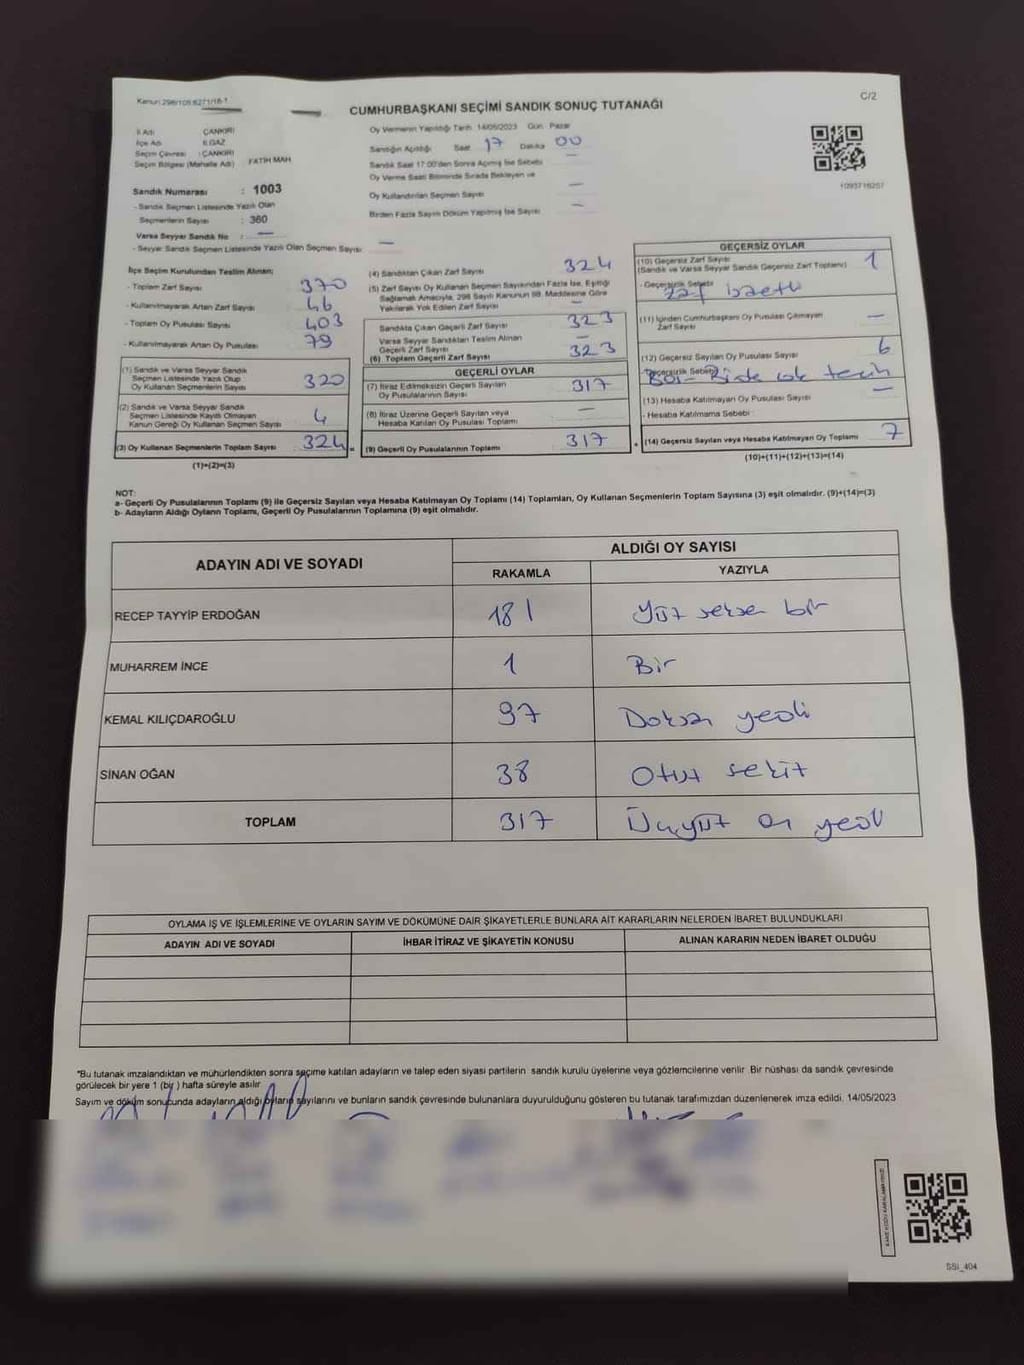 Kanun:298/105;6271/18-1
C/2
CUMHURBAŞKANI SEÇİMİ SANDIK SONUÇ TUTANAĞI
İl Adı : ÇANKIRI
İlçe Adı : ILGAZ
Seçim Çevresi : ÇANKIRI
Seçim Bölgesi (Mahalle Adı) : FATİH MAH
Sandık Numarası : 1003
- Sandık Seçmen Listesinde Yazılı Olan
Seçmenlerin Sayısı : 360
Varsa Seyyar Sandık No : —
- Seyyar Sandık Seçmen Listesinde Yazılı Olan Seçmen Sayısı : —
Oy Vermenin Yapıldığı Tarih: 14/05/2023 Gün: Pazar
Sandığın Açıldığı Saat 17 Dakika 00
Sandık Saat 17:00'den Sonra Açılmış İse Sebebi —
Oy Verme Saati Bitiminde Sırada Bekleyen ve
Oy Kullandırılan Seçmen Sayısı —
Birden Fazla Sayım Döküm Yapılmış İse Sayısı —
1093716257
İlçe Seçim Kurulundan Teslim Alınan;
- Toplam Zarf Sayısı 370
- Kullanılmayarak Artan Zarf Sayısı 46
- Toplam Oy Pusulası Sayısı 403
- Kullanılmayarak Artan Oy Pusulası 79
(1) Sandık ve Varsa Seyyar Sandık
Seçmen Listesinde Yazılı Olup
Oy Kullanan Seçmenlerin Sayısı 320
(2) Sandık ve Varsa Seyyar Sandık
Seçmen Listesinde Kayıtlı Olmayan
Kanun Gereği Oy Kullanan Seçmen Sayısı 4
(3) Oy Kullanan Seçmenlerin Toplam Sayısı 324 =
(1)+(2)=(3)
(4) Sandıktan Çıkan Zarf Sayısı 324
(5) Zarf Sayısı Oy Kullanan Seçmen Sayısından Fazla İse, Eşitliği
Sağlamak Amacıyla, 298 Sayılı Kanunun 98. Maddesine Göre
Yakılarak Yok Edilen Zarf Sayısı —
Sandıkta Çıkan Geçerli Zarf Sayısı 323
Varsa Seyyar Sandıktan Teslim Alınan
Geçerli Zarf Sayısı —
(6) Toplam Geçerli Zarf Sayısı 323
GEÇERLİ OYLAR
(7) İtiraz Edilmeksizin Geçerli Sayılan
Oy Pusulalarının Sayısı 317
(8) İtiraz Üzerine Geçerli Sayılan veya
Hesaba Katılan Oy Pusulası Toplamı —
(9) Geçerli Oy Pusulalarının Toplamı 317 +
GEÇERSİZ OYLAR
(10) Geçersiz Zarf Sayısı
(Sandık ve Varsa Seyyar Sandık Geçersiz Zarf Toplamı) 1
- Geçersizlik Sebebi
(11) İçinden Cumhurbaşkanı Oy Pusulası Çıkmayan
Zarf Sayısı —
(12) Geçersiz Sayılan Oy Pusulası Sayısı 6
- Geçersizlik Sebebi
(13) Hesaba Katılmayan Oy Pusulası Sayısı —
- Hesaba Katılmama Sebebi :
(14) Geçersiz Sayılan veya Hesaba Katılmayan Oy Toplamı 7
(10)+(11)+(12)+(13)=(14)
NOT:
a- Geçerli Oy Pusulalarının Toplamı (9) ile Geçersiz Sayılan veya Hesaba Katılmayan Oy Toplamı (14) Toplamları, Oy Kullanan Seçmenlerin Toplam Sayısına (3) eşit olmalıdır. (9)+(14)=(3)
b- Adayların Aldığı Oyların Toplamı, Geçerli Oy Pusulalarının Toplamına (9) eşit olmalıdır.
ADAYIN ADI VE SOYADI
ALDIĞI OY SAYISI
RAKAMLA YAZIYLA
RECEP TAYYİP ERDOĞAN 181 Yüz seksen bir
MUHARREM İNCE 1 Bir
KEMAL KILIÇDAROĞLU 97 Doksan yedi
SİNAN OĞAN 38 Otuz sekiz
TOPLAM 317 Üçyüz on yedi
OYLAMA İŞ VE İŞLEMLERİNE VE OYLARIN SAYIM VE DÖKÜMÜNE DAİR ŞİKAYETLERLE BUNLARA AİT KARARLARIN NELERDEN İBARET BULUNDUKLARI
ADAYIN ADI VE SOYADI İHBAR İTİRAZ VE ŞİKAYETİN KONUSU ALINAN KARARIN NEDEN İBARET OLDUĞU
*Bu tutanak imzalandıktan ve mühürlendikten sonra seçime katılan adayların ve talep eden siyasi partilerin sandık kurulu üyelerine veya gözlemcilerine verilir. Bir nüshası da sandık çevresinde
görülecek bir yere 1 (bir) hafta süreyle asılır.
Sayım ve döküm sonucunda adayların aldığı oyların sayılarını ve bunların sandık çevresinde bulunanlara duyurulduğunu gösteren bu tutanak tarafımızdan düzenlenerek imza edildi. 14/05/2023
SSI_404